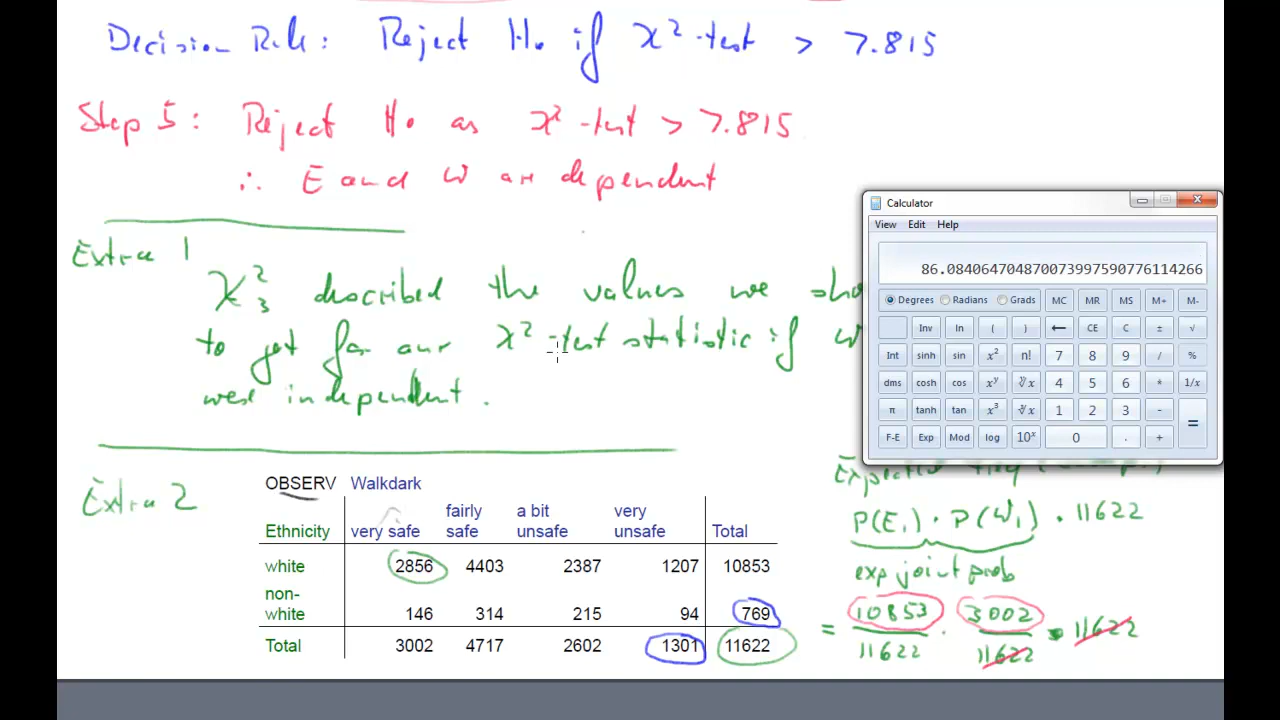 Decision Rule: Reject H₀ if χ²-test > 7.815
Step 5: Reject H₀ as χ²-test > 7.815
∴ E and W are dependent
Extra 1
χ²₃ described the values we sho
to get for our χ²-test statistic if W
were independent.
Calculator
View Edit Help
86.084064704870073997590776114266
Degrees Radians Grads MC MR MS M+ M-
Inv ln ( ) ← CE C ± √
Int sinh sin x² n! 7 8 9 / %
dms cosh cos xʸ ʸ√x 4 5 6 * 1/x
π tanh tan x³ ³√x 1 2 3 - =
F-E Exp Mod log 10ˣ 0 . +
Extra 2
OBSERV Walkdark
Ethnicity very safe fairly safe a bit unsafe very unsafe Total
white 2856 4403 2387 1207 10853
non-white 146 314 215 94 769
Total 3002 4717 2602 1301 11622
P(E₁) · P(W₁) · 11622
exp joint prob
= 10853/11622 · 3002/11622 · 11622